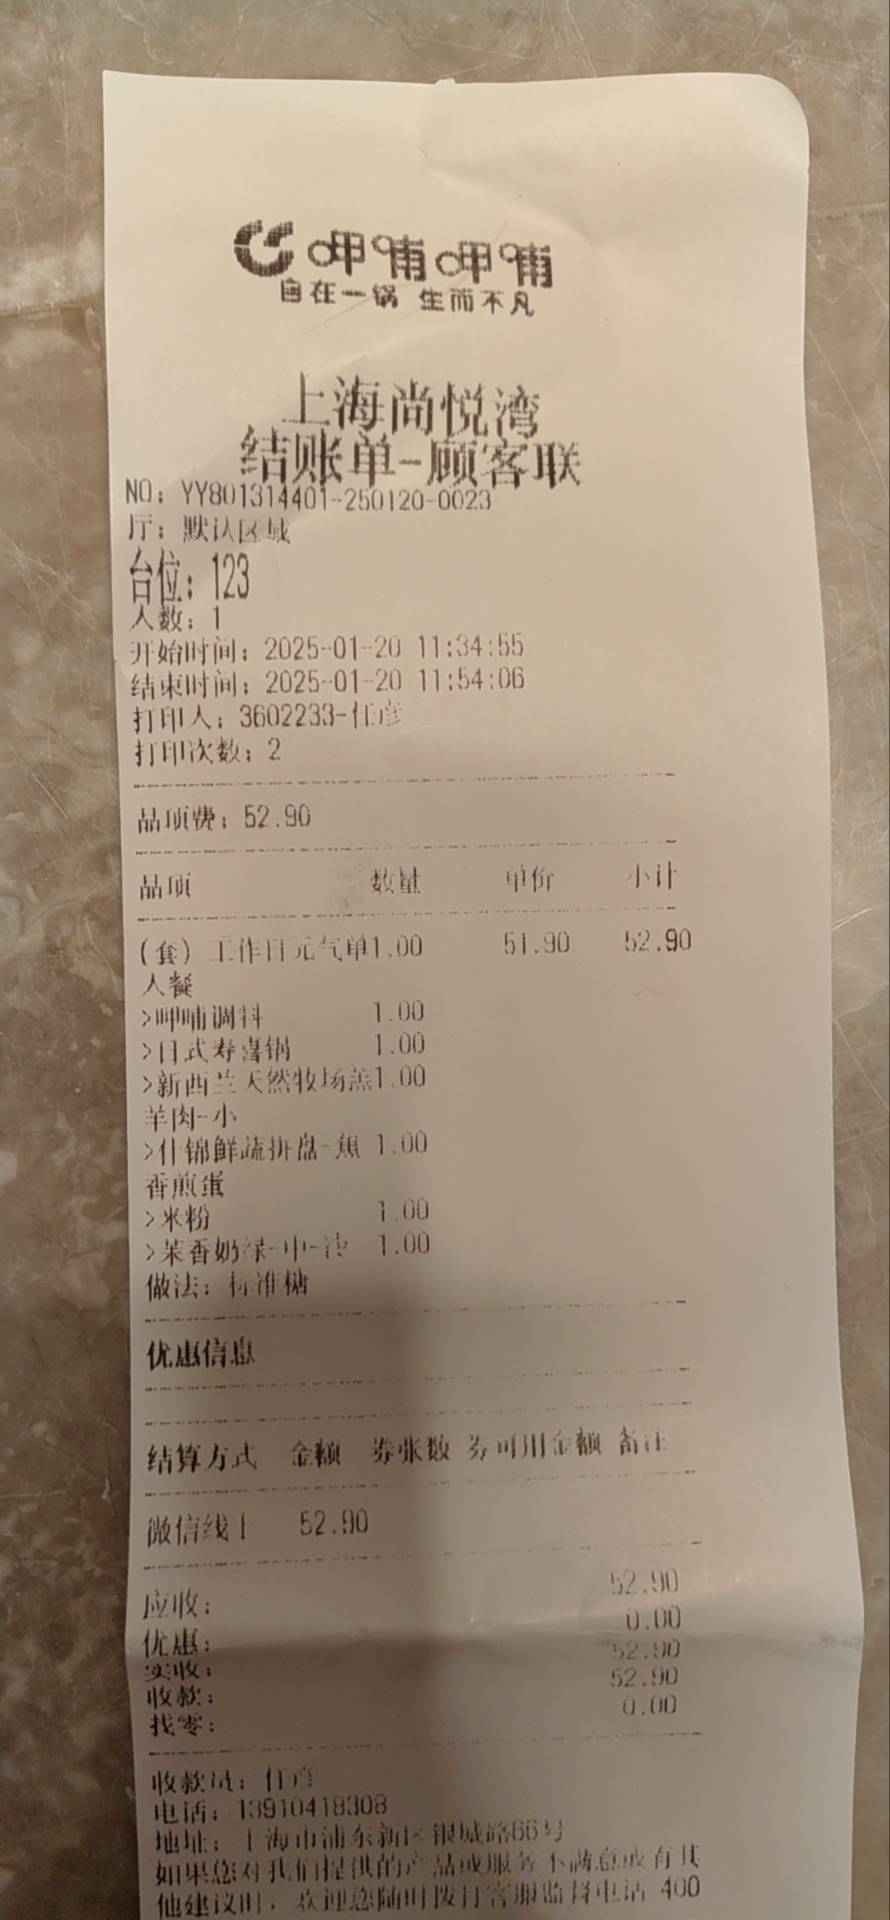 呷哺呷哺
自在一锅 生而不凡
上海尚悦湾
结账单-顾客联
NO: YY801314401-250120-0023
厅: 默认区域
台位: 123
人数: 1
开始时间: 2025-01-20 11:34:55
结束时间: 2025-01-20 11:54:06
打印人: 3602233-任彦
打印次数: 2
品项费: 52.90
品项 数量 单价 小计
(套) 工作日元气单1.00 51.90 52.90
人餐
>呷哺调料 1.00
>日式寿喜锅 1.00
>新西兰天然牧场羔1.00
羊肉-小
>什锦鲜蔬拼盘-焦 1.00
香煎蛋
>米粉 1.00
>茉香奶绿-中-冷 1.00
做法: 标准糖
优惠信息
结算方式 金额 券张数 券可用金额 备注
微信线上 52.90
应收: 52.90
优惠: 0.00
实收: 52.90
收款: 52.90
找零: 0.00
收款员: 任彦
电话: 13910418308
地址: 上海市浦东新区银城路66号
如果您对我们提供的产品或服务不满意或有其
他建议时, 欢迎您随时拨打客服监督电话 400